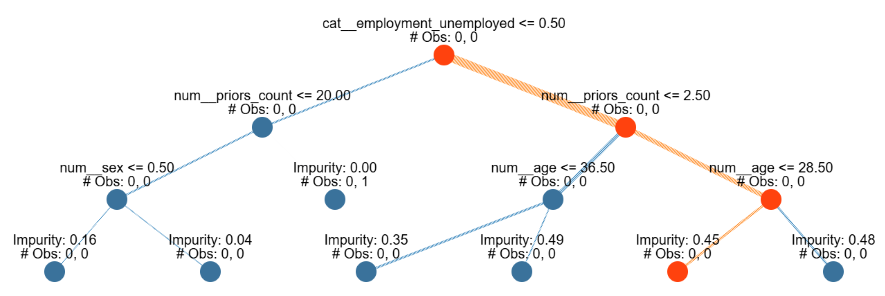 cat__employment_unemployed <= 0.50
# Obs: 0, 0
num__priors_count <= 20.00
# Obs: 0, 0
num__priors_count <= 2.50
# Obs: 0, 0
num__sex <= 0.50
# Obs: 0, 0
Impurity: 0.00
# Obs: 0, 1
num__age <= 36.50
# Obs: 0, 0
num__age <= 28.50
# Obs: 0, 0
Impurity: 0.16
# Obs: 0, 0
Impurity: 0.04
# Obs: 0, 0
Impurity: 0.35
# Obs: 0, 0
Impurity: 0.49
# Obs: 0, 0
Impurity: 0.45
# Obs: 0, 0
Impurity: 0.48
# Obs: 0, 0